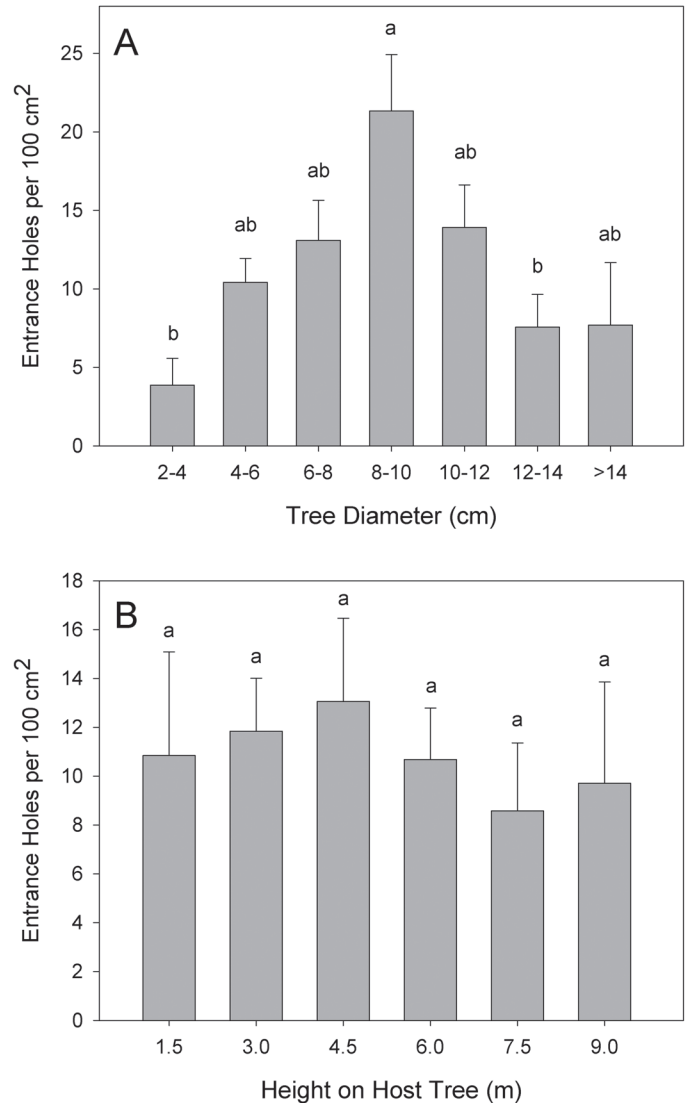 A
Entrance Holes per 100 cm²
25
20
15
10
5
0
b
ab
ab
a
ab
b
ab
2-4 4-6 6-8 8-10 10-12 12-14 >14
Tree Diameter (cm)
B
Entrance Holes per 100 cm²
18
16
14
12
10
8
6
4
2
0
a
a
a
a
a
a
1.5 3.0 4.5 6.0 7.5 9.0
Height on Host Tree (m)